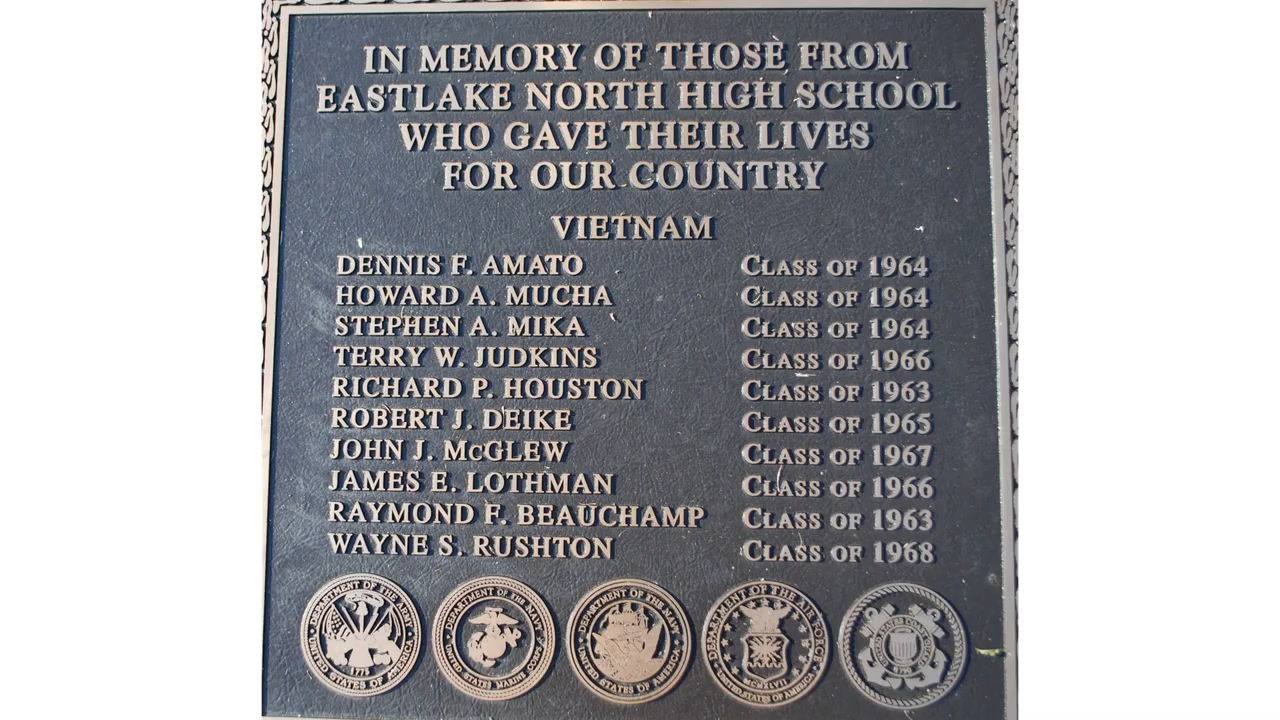 IN MEMORY OF THOSE FROM
EASTLAKE NORTH HIGH SCHOOL
WHO GAVE THEIR LIVES
FOR OUR COUNTRY
VIETNAM
DENNIS F. AMATO CLASS OF 1964
HOWARD A. MUCHA CLASS OF 1964
STEPHEN A. MIKA CLASS OF 1964
TERRY W. JUDKINS CLASS OF 1966
RICHARD P. HOUSTON CLASS OF 1963
ROBERT J. DEIKE CLASS OF 1965
JOHN J. McGLEW CLASS OF 1967
JAMES E. LOTHMAN CLASS OF 1966
RAYMOND F. BEAUCHAMP CLASS OF 1963
WAYNE S. RUSHTON CLASS OF 1968
DEPARTMENT OF THE ARMY
UNITED STATES OF AMERICA
1775
DEPARTMENT OF THE NAVY
UNITED STATES MARINE CORPS
DEPARTMENT OF THE NAVY
UNITED STATES OF AMERICA
DEPARTMENT OF THE AIR FORCE
MCMXLVII
UNITED STATES OF AMERICA
UNITED STATES COAST GUARD
1790